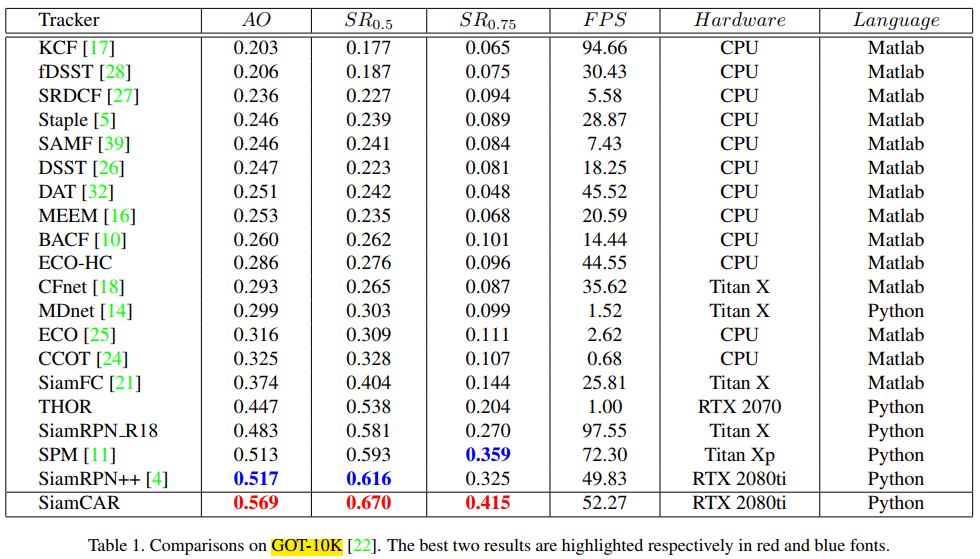 Tracker AO SR0.5 SR0.75 FPS Hardware Language
KCF [17] 0.203 0.177 0.065 94.66 CPU Matlab
fDSST [28] 0.206 0.187 0.075 30.43 CPU Matlab
SRDCF [27] 0.236 0.227 0.094 5.58 CPU Matlab
Staple [5] 0.246 0.239 0.089 28.87 CPU Matlab
SAMF [39] 0.246 0.241 0.084 7.43 CPU Matlab
DSST [26] 0.247 0.223 0.081 18.25 CPU Matlab
DAT [32] 0.251 0.242 0.048 45.52 CPU Matlab
MEEM [16] 0.253 0.235 0.068 20.59 CPU Matlab
BACF [10] 0.260 0.262 0.101 14.44 CPU Matlab
ECO-HC 0.286 0.276 0.096 44.55 CPU Matlab
CFnet [18] 0.293 0.265 0.087 35.62 Titan X Matlab
MDnet [14] 0.299 0.303 0.099 1.52 Titan X Python
ECO [25] 0.316 0.309 0.111 2.62 CPU Matlab
CCOT [24] 0.325 0.328 0.107 0.68 CPU Matlab
SiamFC [21] 0.374 0.404 0.144 25.81 Titan X Matlab
THOR 0.447 0.538 0.204 1.00 RTX 2070 Python
SiamRPN_R18 0.483 0.581 0.270 97.55 Titan X Python
SPM [11] 0.513 0.593 0.359 72.30 Titan Xp Python
SiamRPN++ [4] 0.517 0.616 0.325 49.83 RTX 2080ti Python
SiamCAR 0.569 0.670 0.415 52.27 RTX 2080ti Python
Table 1. Comparisons on GOT-10K [22]. The best two results are highlighted respectively in red and blue fonts.